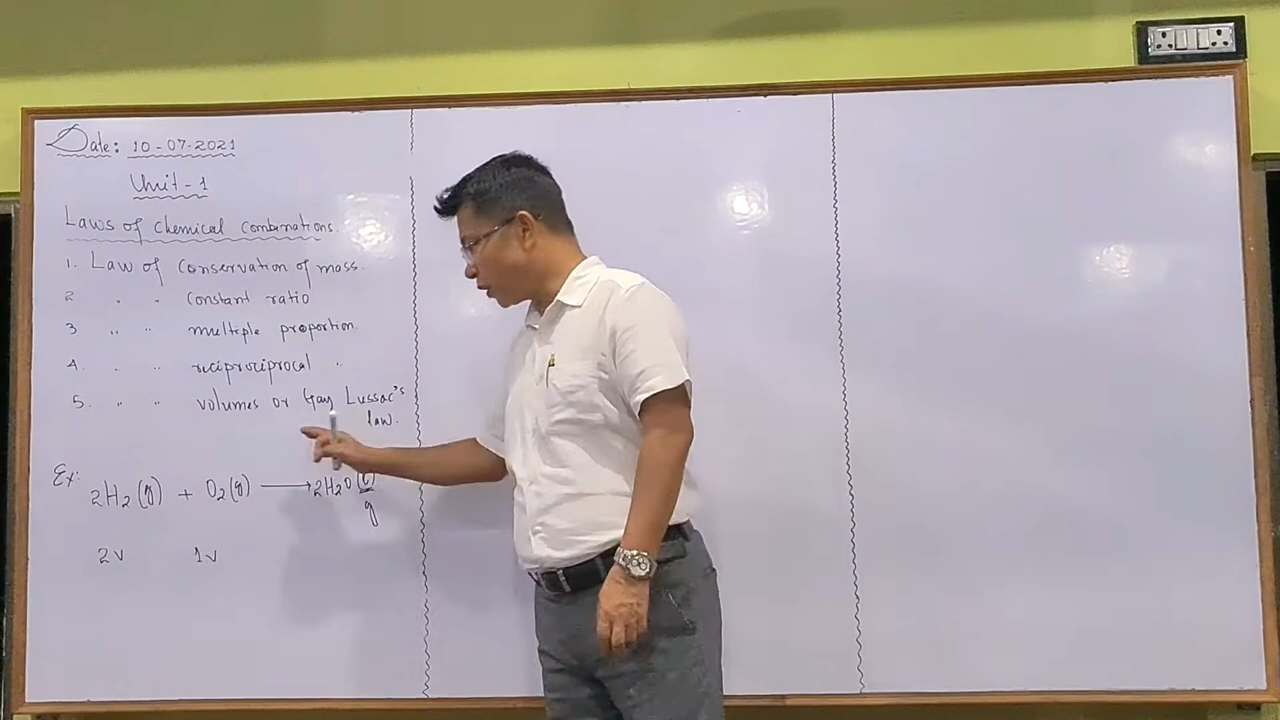 Date: 10-07-2021
Unit-1
Laws of Chemical Combinations.
1. Law of Conservation of mass.
2 " " Constant ratio
3 " " multiple proportion.
4. " " reciprociprocal "
5. " " volumes or Gay Lussac's
law.
Ex:
2H₂(g) + O₂(g) ⟶ 2H₂O(l)
g
2v 1v